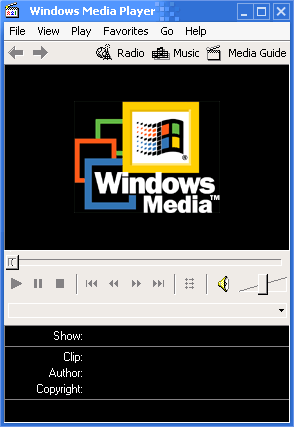 Windows Media Player
File View Play Favorites Go Help
Radio Music Media Guide
Windows
Media™
Show:
Clip:
Author:
Copyright: